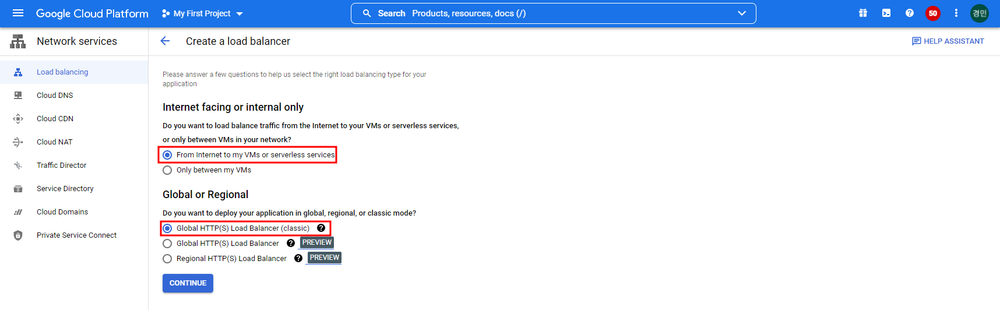 Google Cloud Platform
My First Project
Search Products, resources, docs (/)
50
경민
Network services
Create a load balancer
HELP ASSISTANT
Load balancing
Cloud DNS
Cloud CDN
Cloud NAT
Traffic Director
Service Directory
Cloud Domains
Private Service Connect
Please answer a few questions to help us select the right load balancing type for your
application
Internet facing or internal only
Do you want to load balance traffic from the Internet to your VMs or serverless services,
or only between VMs in your network?
From Internet to my VMs or serverless services
Only between my VMs
Global or Regional
Do you want to deploy your application in global, regional, or classic mode?
Global HTTP(S) Load Balancer (classic)
Global HTTP(S) Load Balancer PREVIEW
Regional HTTP(S) Load Balancer PREVIEW
CONTINUE